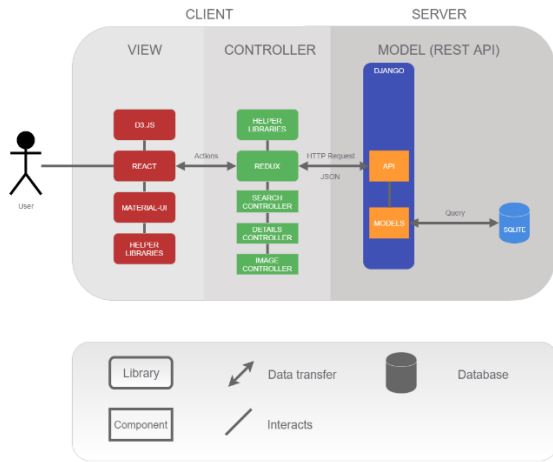 CLIENT
SERVER
VIEW
CONTROLLER
MODEL (REST API)
DJANGO
D3.JS
HELPER
LIBRARIES
REACT
Actions
REDUX
HTTP Request
JSON
API
User
MATERIAL-UI
SEARCH
CONTROLLER
MODELS
Query
SQLITE
DETAILS
CONTROLLER
HELPER
LIBRARIES
IMAGE
CONTROLLER
Library
Data transfer
Database
Component
Interacts